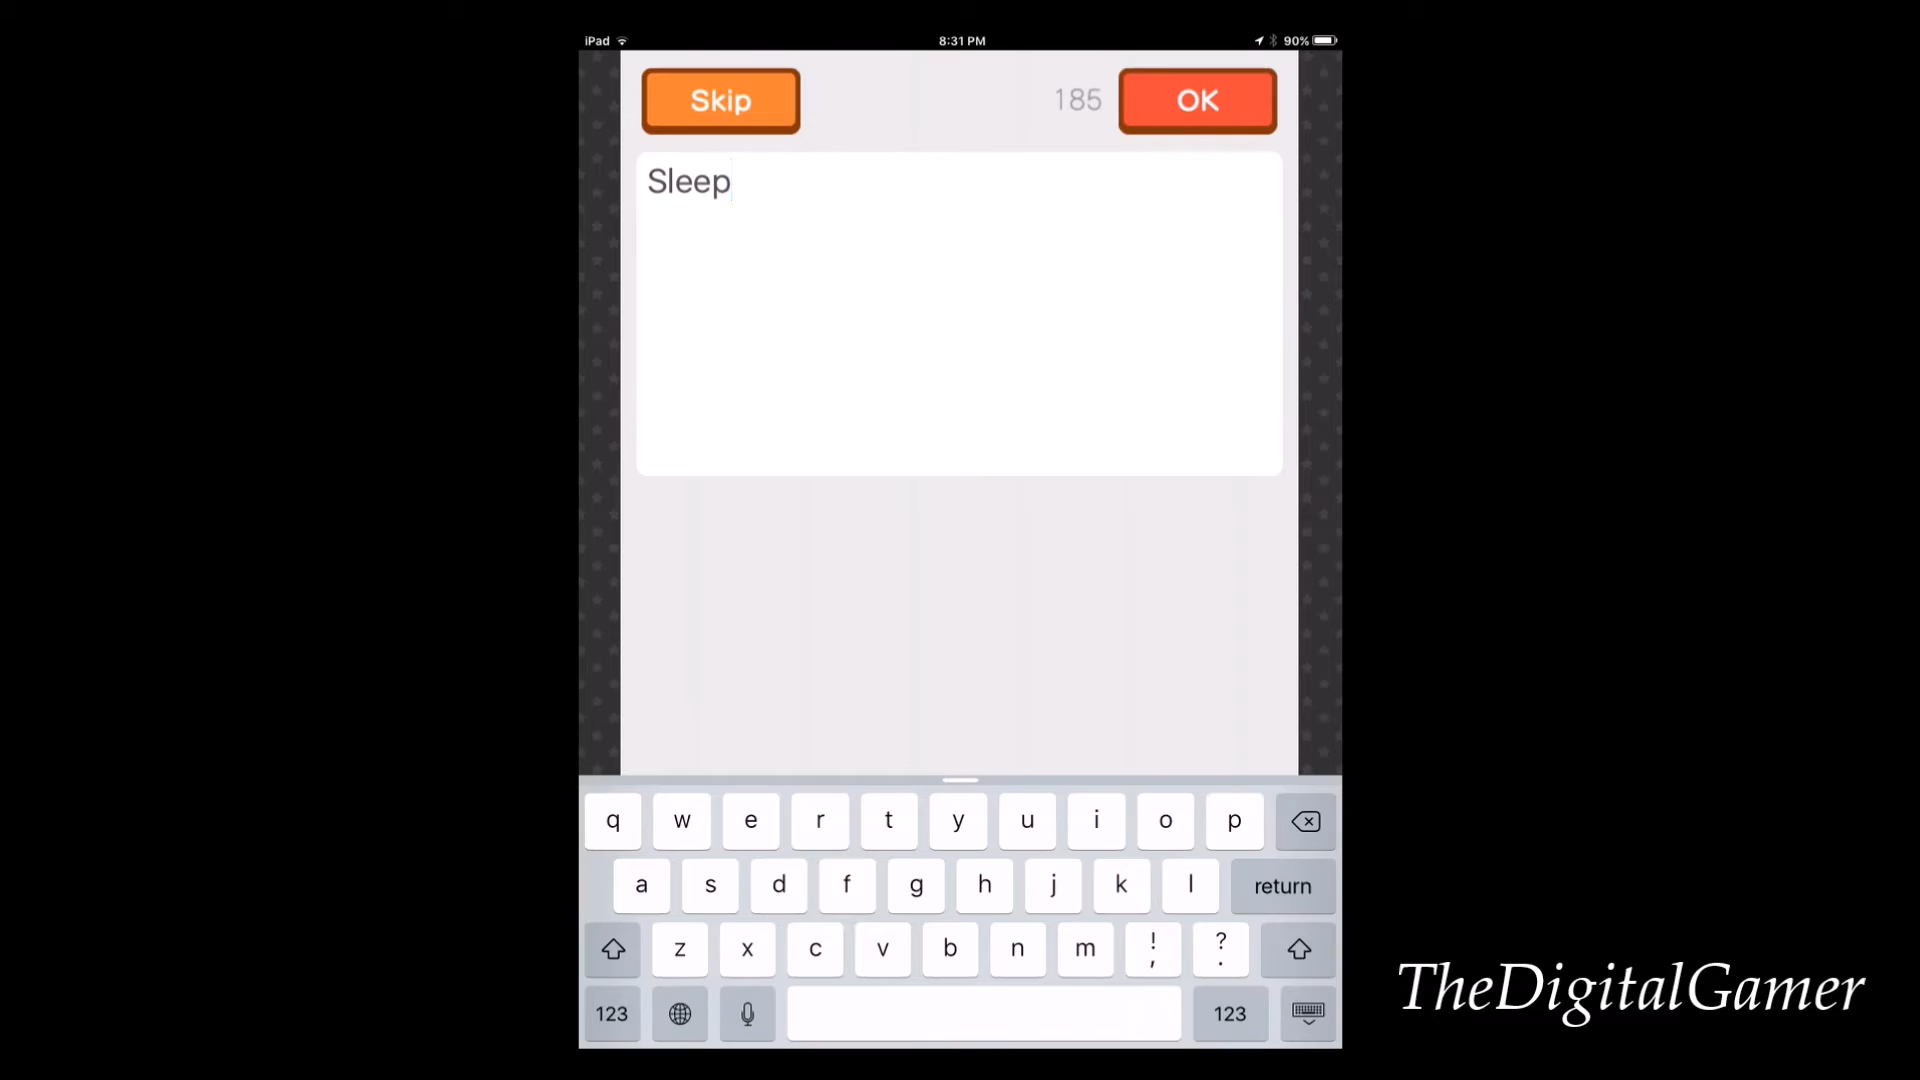 iPad 8:31 PM 90%
Skip 185 OK
Sleep
q w e r t y u i o p
a s d f g h j k l return
z x c v b n m ! , ? .
123 123
TheDigitalGamer